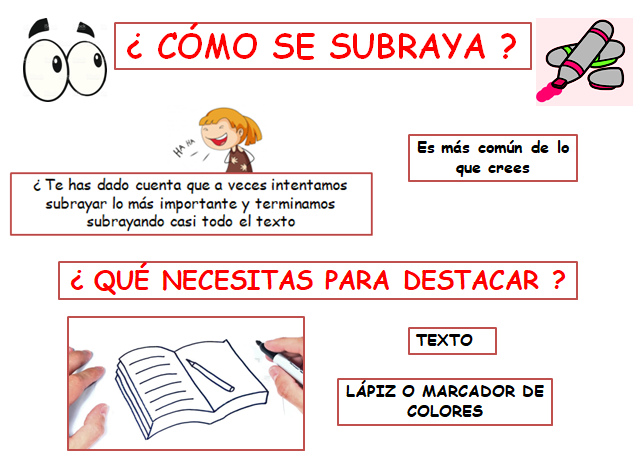 ¿ CÓMO SE SUBRAYA ?
HA HA
Es más común de lo
que crees
¿ Te has dado cuenta que a veces intentamos
subrayar lo más importante y terminamos
subrayando casi todo el texto
¿ QUÉ NECESITAS PARA DESTACAR ?
TEXTO
LÁPIZ O MARCADOR DE
COLORES